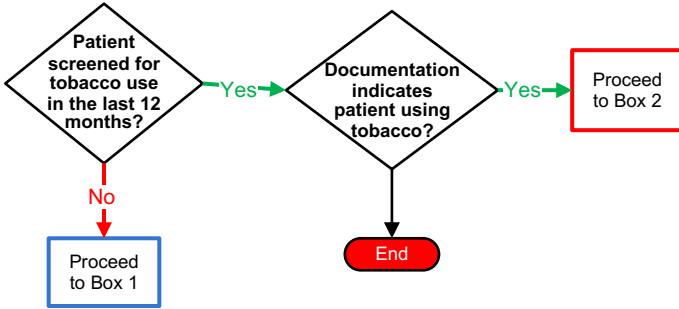 Patient
screened for
tobacco use
in the last 12
months?
Yes
Documentation
indicates
patient using
tobacco?
Yes
Proceed
to Box 2
No
Proceed
to Box 1
End